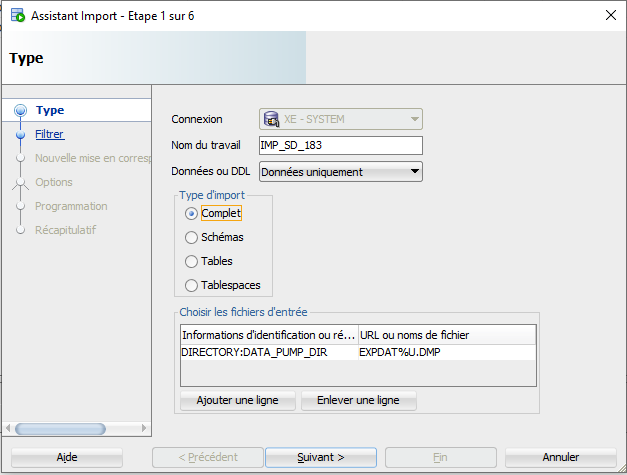 Assistant Import - Etape 1 sur 6
Type
Type
Filtrer
Nouvelle mise en corresp
Options
Programmation
Récapitulatif
Connexion
XE - SYSTEM
Nom du travail
IMP_SD_183
Données ou DDL
Données uniquement
Type d'import
Complet
Schémas
Tables
Tablespaces
Choisir les fichiers d'entrée
Informations d'identification ou ré... URL ou noms de fichier
DIRECTORY:DATA_PUMP_DIR EXPDAT%U.DMP
Ajouter une ligne
Enlever une ligne
Aide
< Précédent
Suivant >
Fin
Annuler